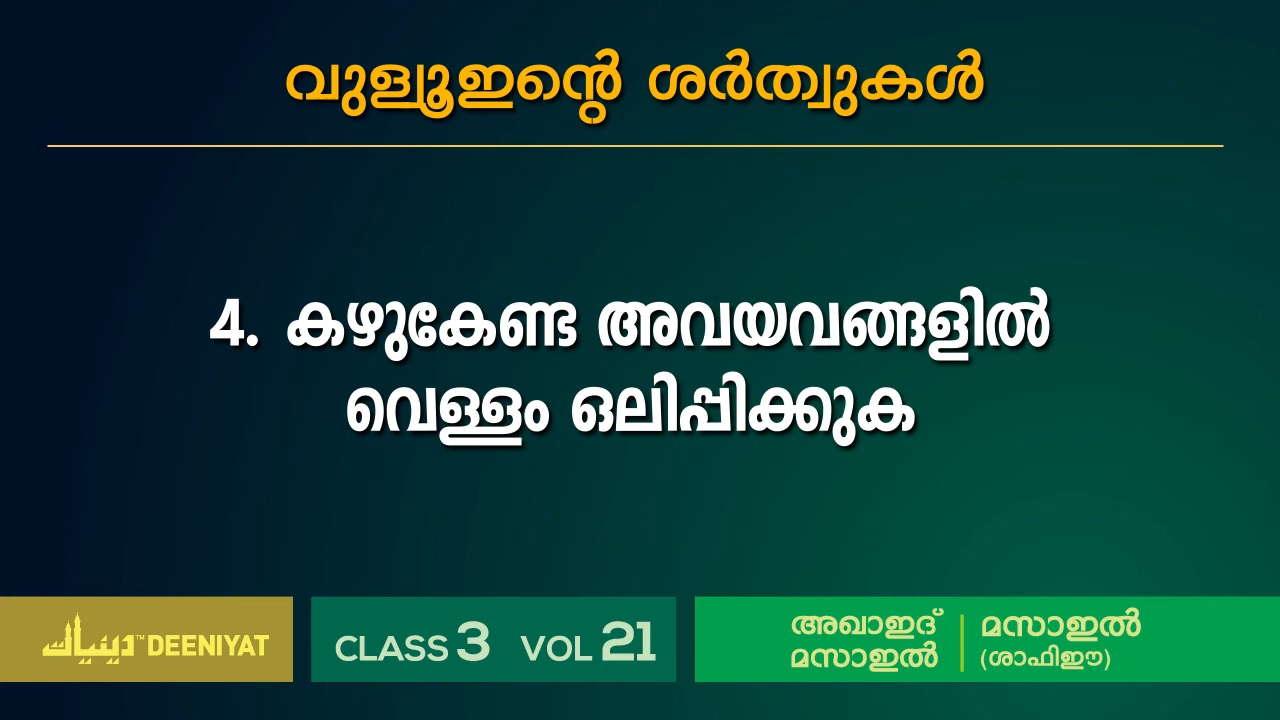 വുളൂഇന്റെ ശർത്വുകൾ
4. കഴുകേണ്ട അവയവങ്ങളിൽ
വെള്ളം ഒലിപ്പിക്കുക
دينيات™ DEENIYAT
CLASS 3 VOL 21
അഖാഇദ്
മസാഇൽ
മസാഇൽ
(ശാഫിഈ)